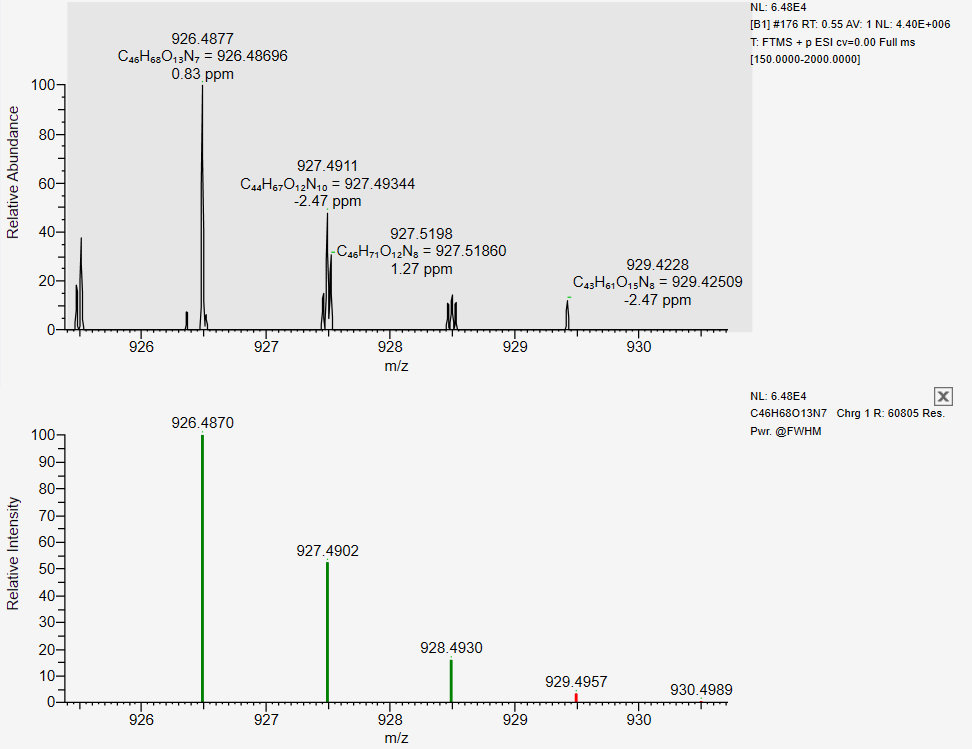 NL: 6.48E4
[B1] #176 RT: 0.55 AV: 1 NL: 4.40E+006
T: FTMS + p ESI cv=0.00 Full ms
[150.0000-2000.0000]
926.4877
C₄₆H₆₈O₁₃N₇ = 926.48696
0.83 ppm
927.4911
C₄₄H₆₇O₁₂N₁₀ = 927.49344
-2.47 ppm
927.5198
C₄₆H₇₁O₁₂N₈ = 927.51860
1.27 ppm
929.4228
C₄₃H₆₁O₁₅N₈ = 929.42509
-2.47 ppm
Relative Abundance
100
80
60
40
20
0
926
927
928
929
930
m/z
NL: 6.48E4
C46H68O13N7 Chrg 1 R: 60805 Res.
Pwr. @FWHM
X
926.4870
927.4902
928.4930
929.4957
930.4989
Relative Intensity
100
90
80
70
60
50
40
30
20
10
0
926
927
928
929
930
m/z